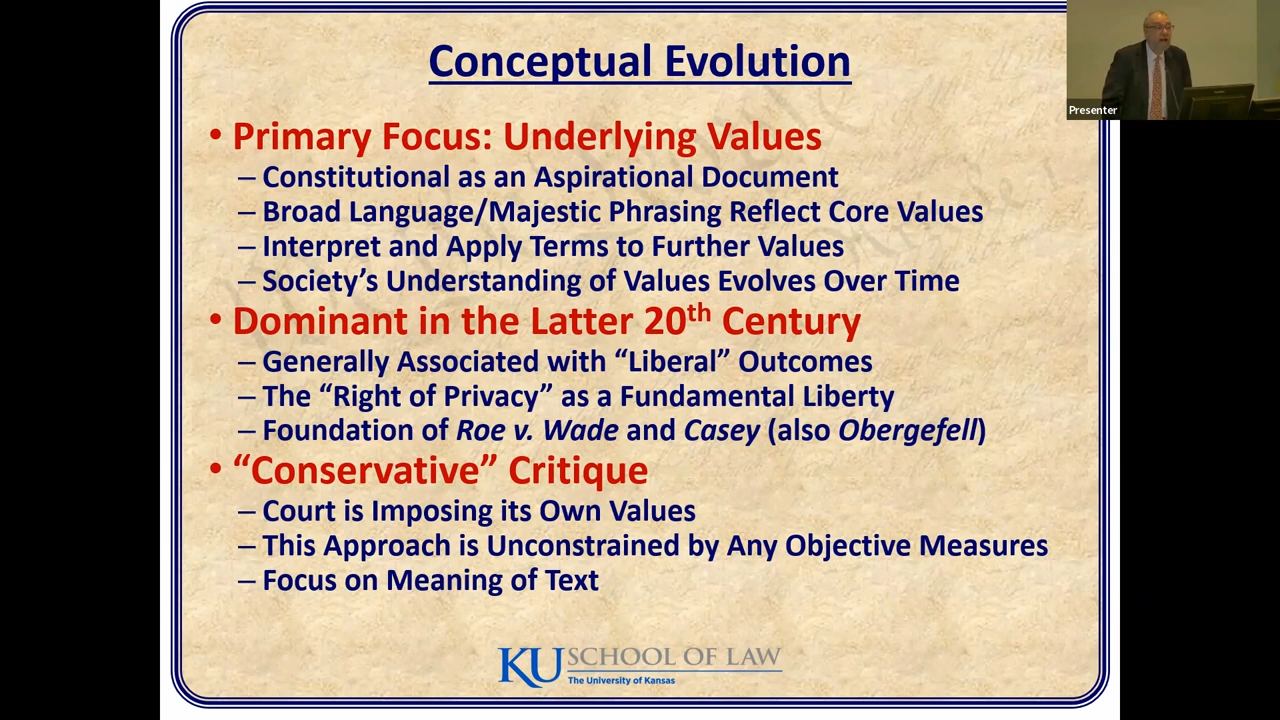 Conceptual Evolution
Presenter
• Primary Focus: Underlying Values
– Constitutional as an Aspirational Document
– Broad Language/Majestic Phrasing Reflect Core Values
– Interpret and Apply Terms to Further Values
– Society’s Understanding of Values Evolves Over Time
• Dominant in the Latter 20th Century
– Generally Associated with “Liberal” Outcomes
– The “Right of Privacy” as a Fundamental Liberty
– Foundation of Roe v. Wade and Casey (also Obergefell)
• “Conservative” Critique
– Court is Imposing its Own Values
– This Approach is Unconstrained by Any Objective Measures
– Focus on Meaning of Text
KU SCHOOL OF LAW
The University of Kansas